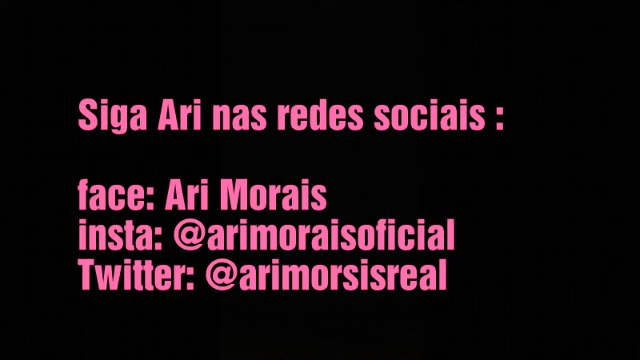 Siga Ari nas redes sociais :
face: Ari Morais
insta: @arimoraisoficial
Twitter: @arimorsisreal